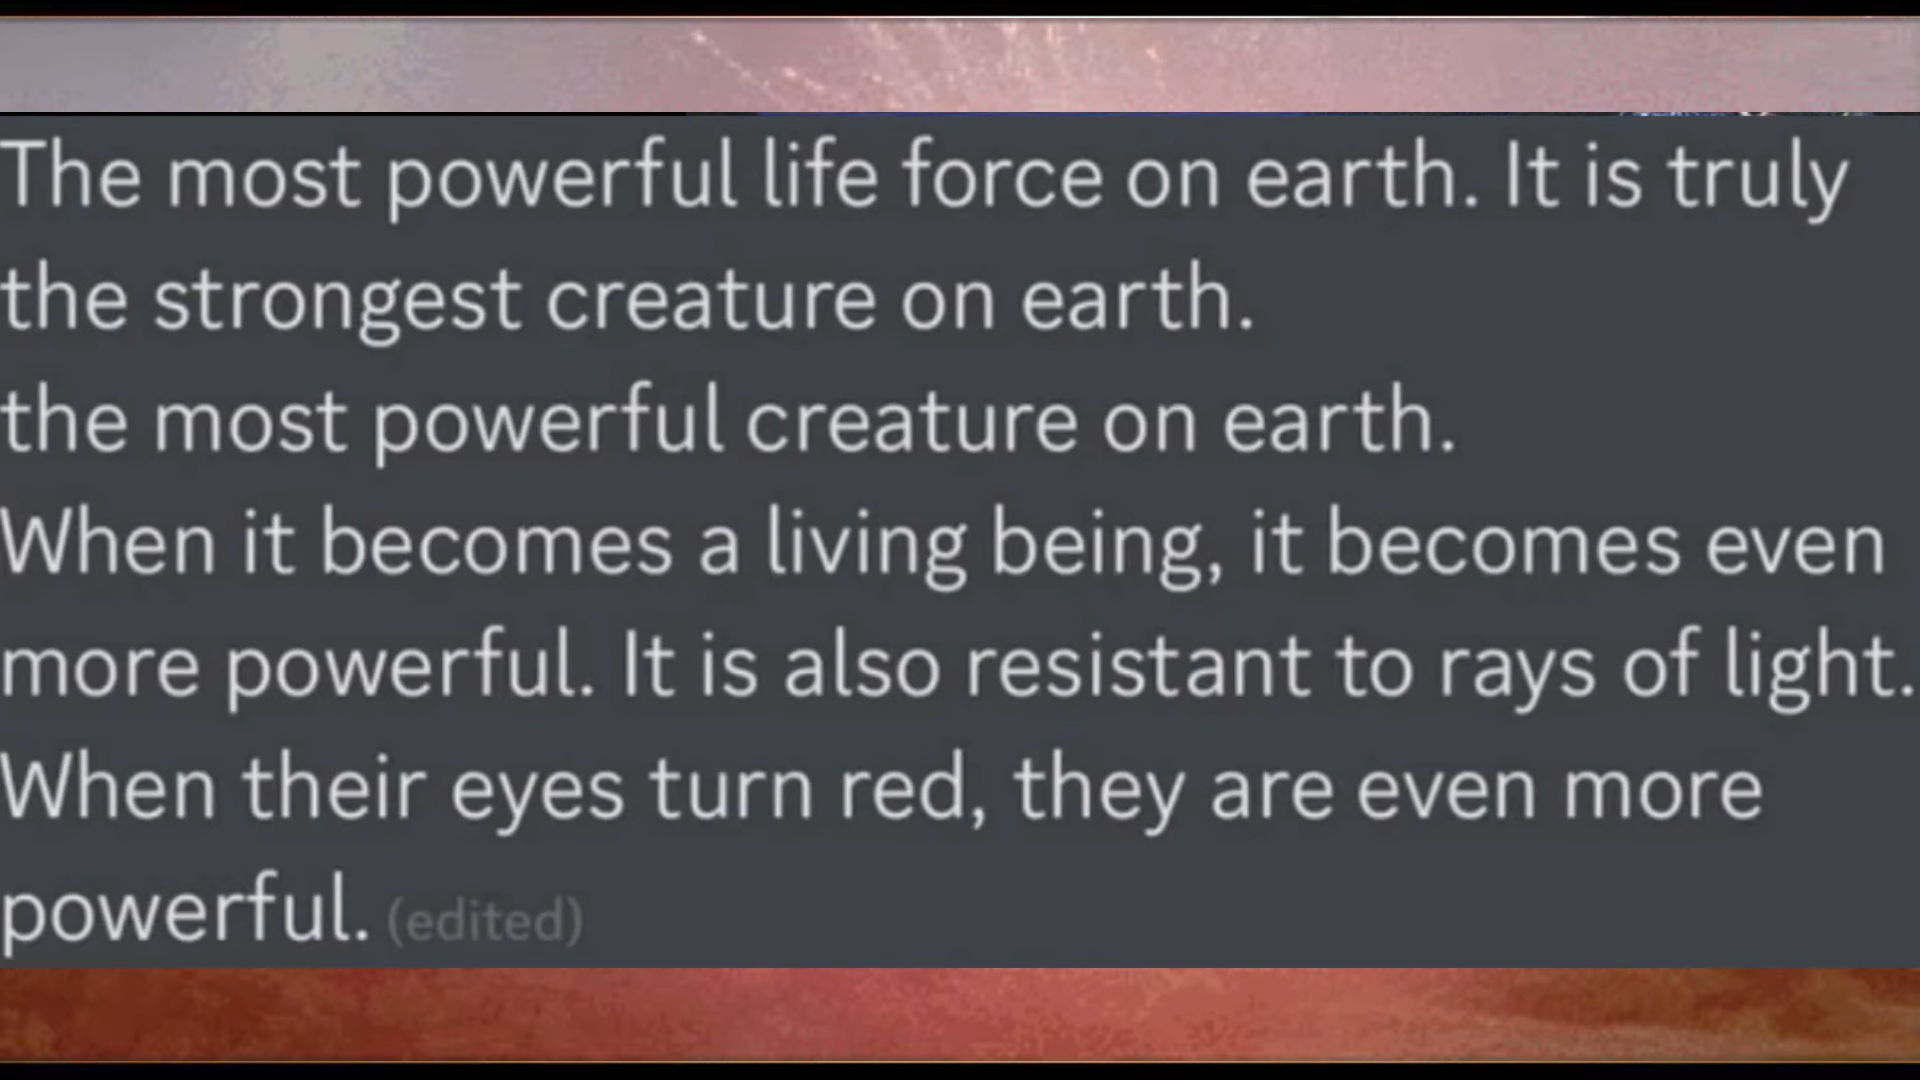 The most powerful life force on earth. It is truly
the strongest creature on earth.
the most powerful creature on earth.
When it becomes a living being, it becomes even
more powerful. It is also resistant to rays of light.
When their eyes turn red, they are even more
powerful. (edited)